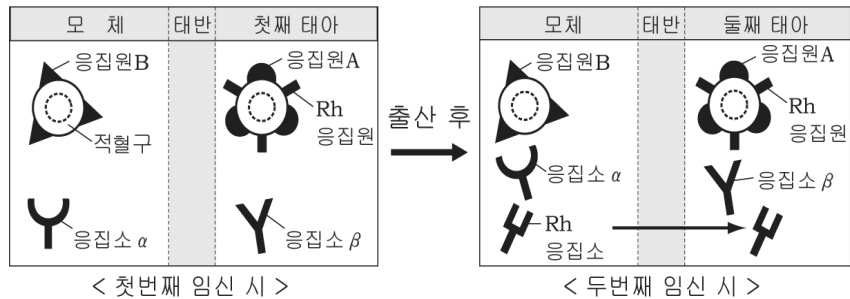 모 체 태반 첫째 태아
응집원B
적혈구
응집소 α
응집원A
Rh
응집원
응집소 β
< 첫번째 임신 시 >
출산 후
모체 태반 둘째 태아
응집원B
응집소 α
Rh
응집소
응집원A
Rh
응집원
응집소 β
< 두번째 임신 시 >